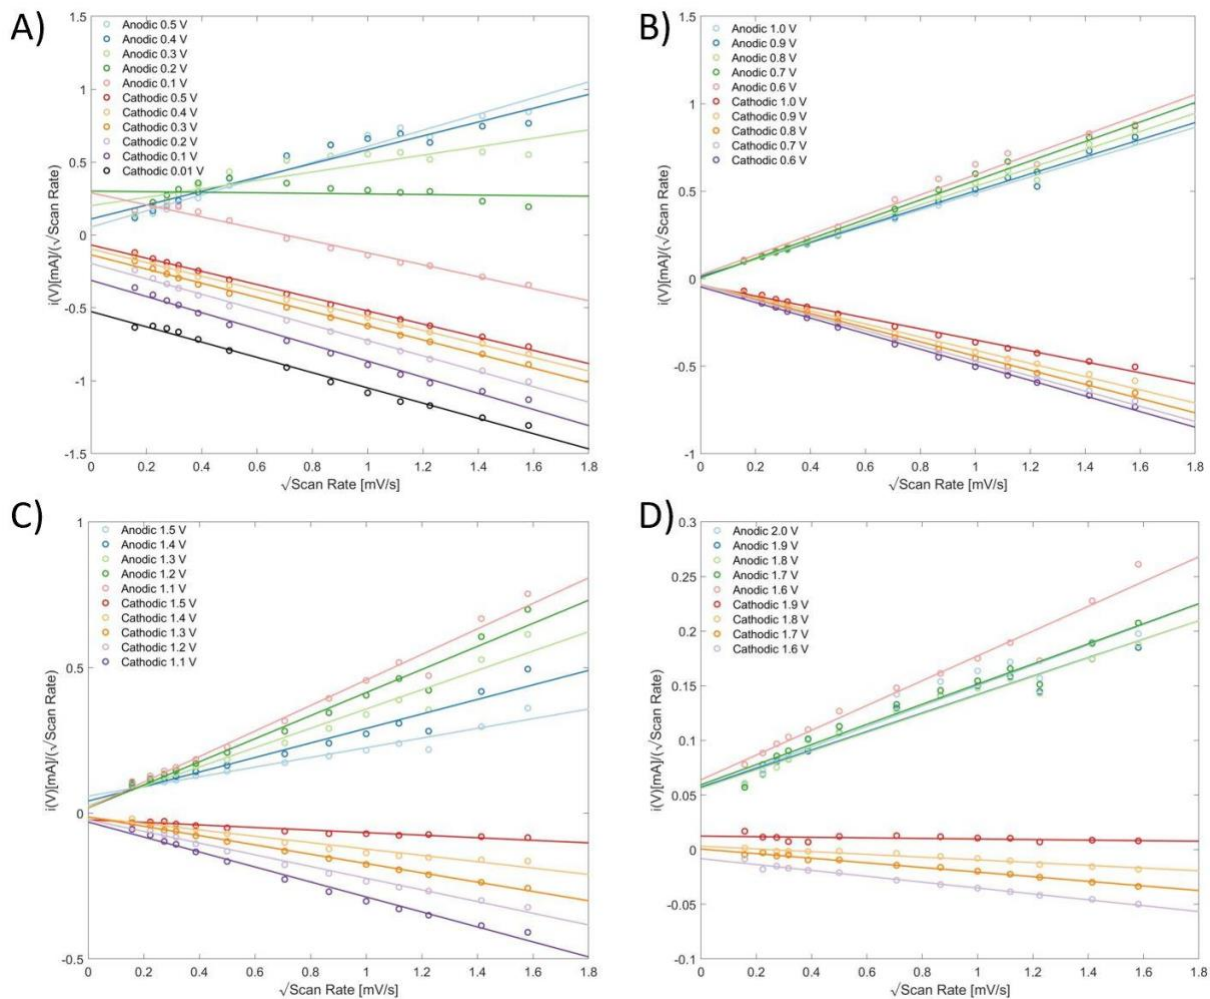 A)
1.5
1
0.5
0
-0.5
-1
-1.5
i(V)[mA]/(√Scan Rate)
Anodic 0.5 V
Anodic 0.4 V
Anodic 0.3 V
Anodic 0.2 V
Anodic 0.1 V
Cathodic 0.5 V
Cathodic 0.4 V
Cathodic 0.3 V
Cathodic 0.2 V
Cathodic 0.1 V
Cathodic 0.01 V
0 0.2 0.4 0.6 0.8 1.0 1.2 1.4 1.6 1.8
√Scan Rate [mV/s]
B)
1.5
1
0.5
0
-0.5
-1
i(V)[mA]/(√Scan Rate)
Anodic 1.0 V
Anodic 0.9 V
Anodic 0.8 V
Anodic 0.7 V
Anodic 0.6 V
Cathodic 1.0 V
Cathodic 0.9 V
Cathodic 0.8 V
Cathodic 0.7 V
Cathodic 0.6 V
0 0.2 0.4 0.6 0.8 1.0 1.2 1.4 1.6 1.8
√Scan Rate [mV/s]
C)
1
0.5
0
-0.5
i(V)[mA]/(√Scan Rate)
Anodic 1.5 V
Anodic 1.4 V
Anodic 1.3 V
Anodic 1.2 V
Anodic 1.1 V
Cathodic 1.5 V
Cathodic 1.4 V
Cathodic 1.3 V
Cathodic 1.2 V
Cathodic 1.1 V
0 0.2 0.4 0.6 0.8 1 1.2 1.4 1.6 1.8
√Scan Rate [mV/s]
D)
0.3
0.25
0.2
0.15
0.1
0.05
0
-0.05
-0.1
i(V)[mA]/(√Scan Rate)
Anodic 2.0 V
Anodic 1.9 V
Anodic 1.8 V
Anodic 1.7 V
Anodic 1.6 V
Cathodic 1.9 V
Cathodic 1.8 V
Cathodic 1.7 V
Cathodic 1.6 V
0 0.2 0.4 0.6 0.8 1 1.2 1.4 1.6 1.8
√Scan Rate [mV/s]